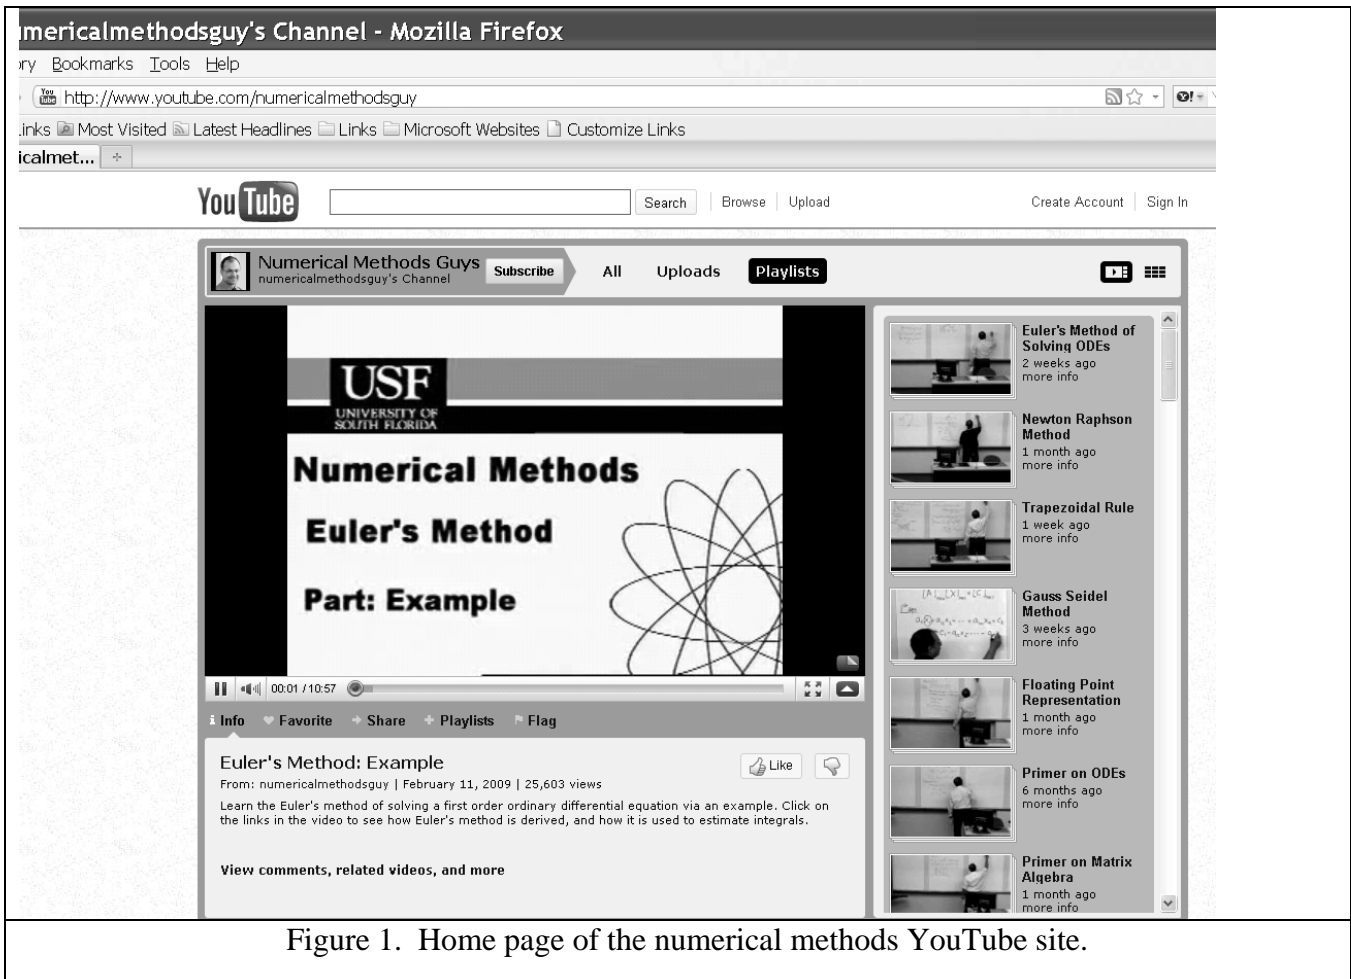 umericalmethodsguy's Channel - Mozilla Firefox
ory Bookmarks Tools Help
You Tube http://www.youtube.com/numericalmethodsguy
Links Most Visited Latest Headlines Links Microsoft Websites Customize Links
icalmet...
YouTube Search Browse Upload Create Account Sign In
Numerical Methods Guys
numericalmethodsguy's Channel
Subscribe All Uploads Playlists
USF
UNIVERSITY OF
SOUTH FLORIDA
Numerical Methods
Euler's Method
Part: Example
00:01 / 10:57
Info Favorite Share Playlists Flag
Euler's Method: Example
Like
From: numericalmethodsguy | February 11, 2009 | 25,603 views
Learn the Euler's method of solving a first order ordinary differential equation via an example. Click on
the links in the video to see how Euler's method is derived, and how it is used to estimate integrals.
View comments, related videos, and more
Euler's Method of
Solving ODEs
2 weeks ago
more info
Newton Raphson
Method
1 month ago
more info
Trapezoidal Rule
1 week ago
more info
Gauss Seidel
Method
3 weeks ago
more info
Floating Point
Representation
1 month ago
more info
Primer on ODEs
6 months ago
more info
Primer on Matrix
Algebra
1 month ago
more info
Figure 1. Home page of the numerical methods YouTube site.